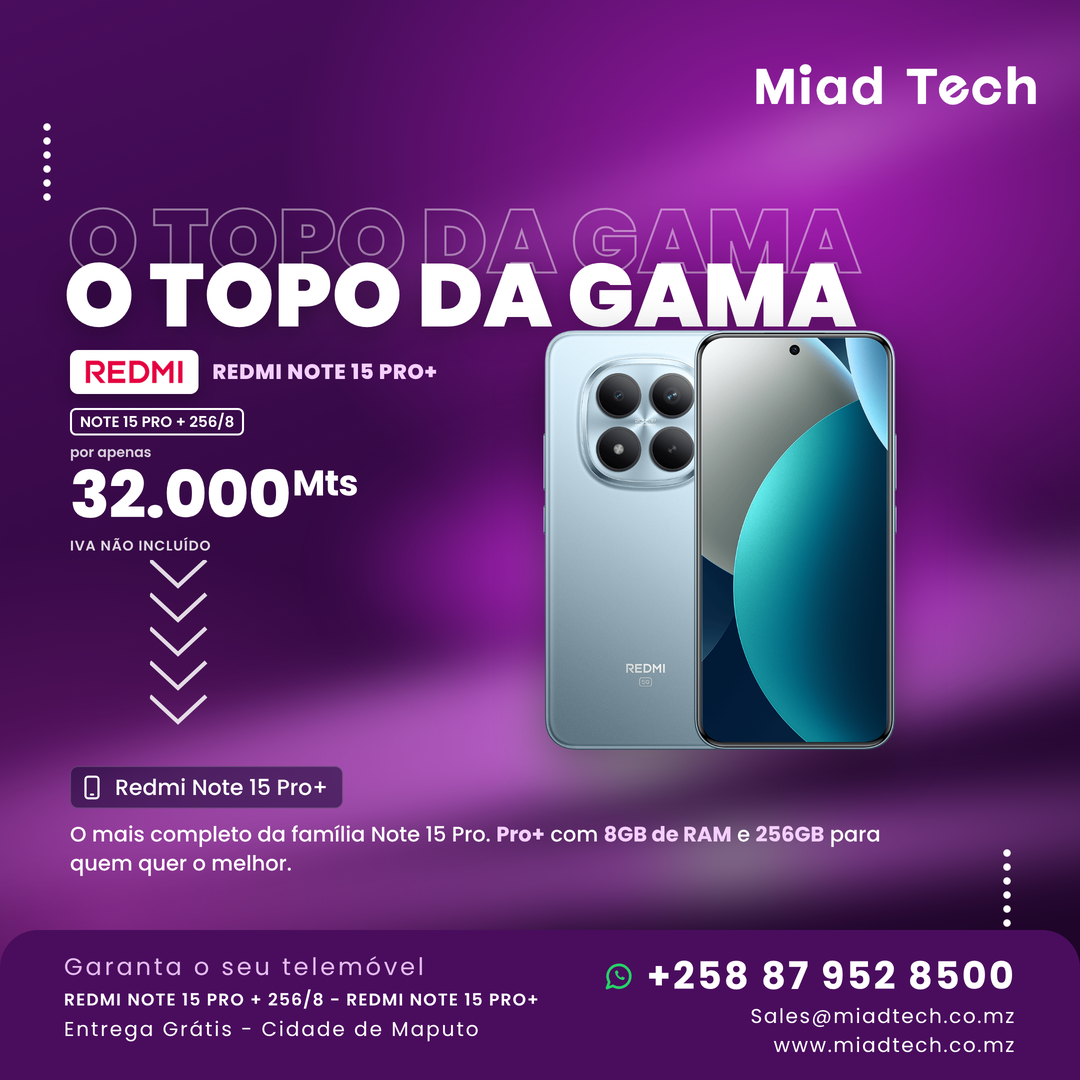 Miad Tech
O TOPO DA GAMA
O TOPO DA GAMA
REDMI REDMI NOTE 15 PRO+
NOTE 15 PRO + 256/8
por apenas
32.000Mts
IVA NÃO INCLUÍDO
REDMI
5G
Redmi Note 15 Pro+
O mais completo da família Note 15 Pro. Pro+ com 8GB de RAM e 256GB para
quem quer o melhor.
Garanta o seu telemóvel
REDMI NOTE 15 PRO + 256/8 - REDMI NOTE 15 PRO+
Entrega Grátis - Cidade de Maputo
+258 87 952 8500
Sales@miadtech.co.mz
www.miadtech.co.mz